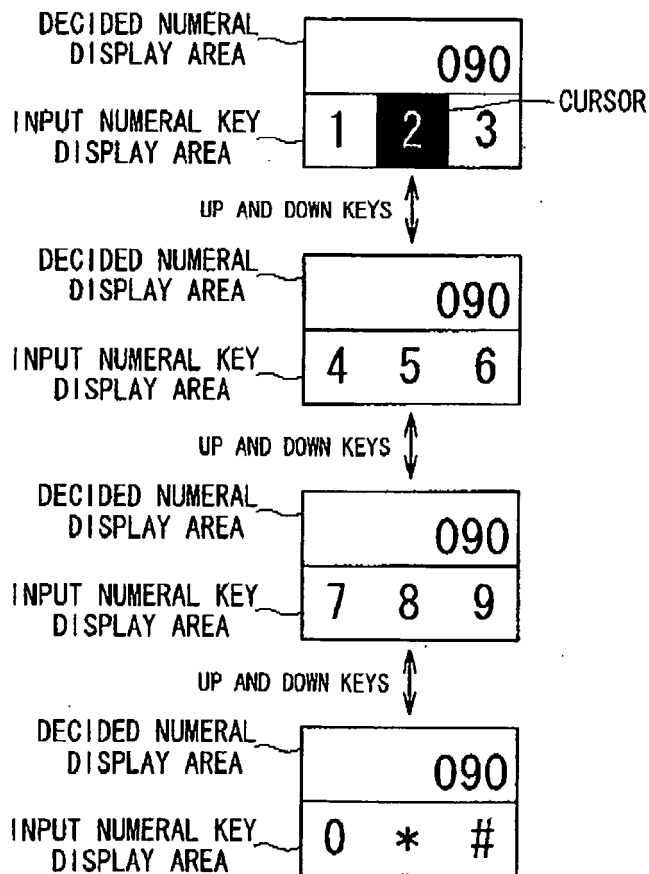 DECIDED NUMERAL
DISPLAY AREA
090
INPUT NUMERAL KEY
DISPLAY AREA
1 2 3
CURSOR
UP AND DOWN KEYS
DECIDED NUMERAL
DISPLAY AREA
090
INPUT NUMERAL KEY
DISPLAY AREA
4 5 6
UP AND DOWN KEYS
DECIDED NUMERAL
DISPLAY AREA
090
INPUT NUMERAL KEY
DISPLAY AREA
7 8 9
UP AND DOWN KEYS
DECIDED NUMERAL
DISPLAY AREA
090
INPUT NUMERAL KEY
DISPLAY AREA
0 * #